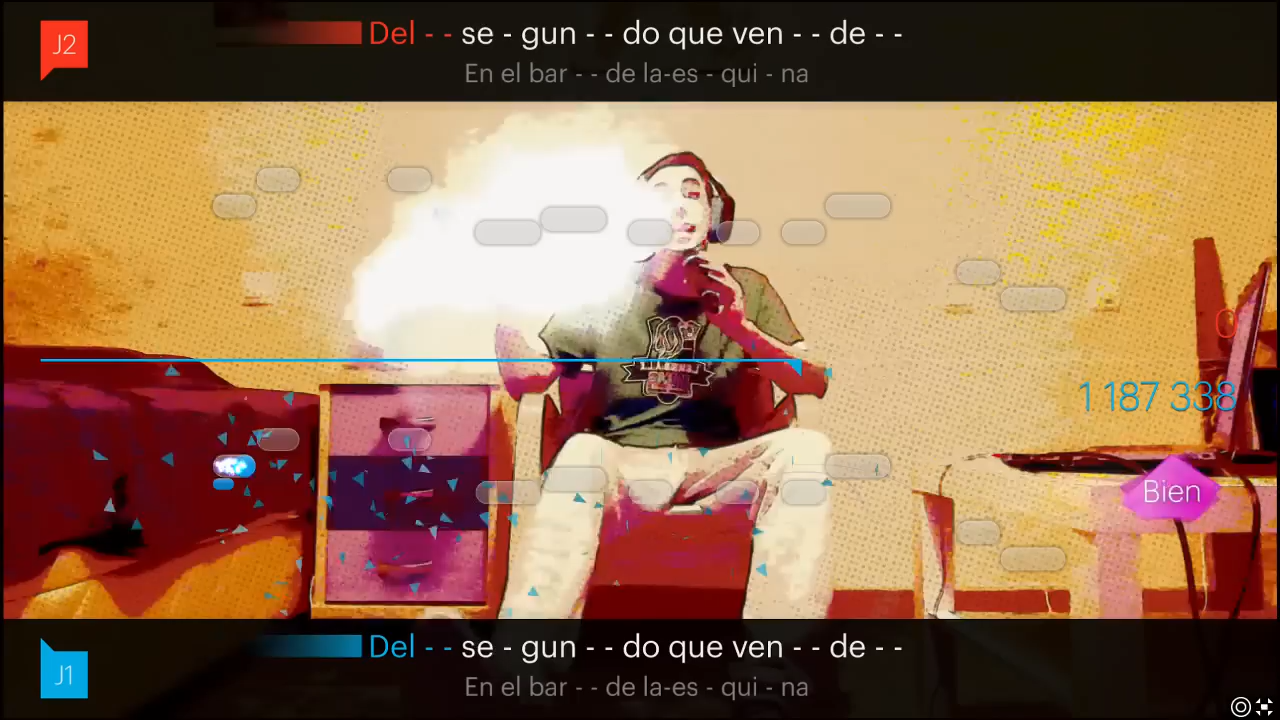 J2
Del - - se - gun - - do que ven - - de - -
En el bar - - de la-es - qui - na
0
1 187 338
Bien
J1
Del - - se - gun - - do que ven - - de - -
En el bar - - de la-es - qui - na